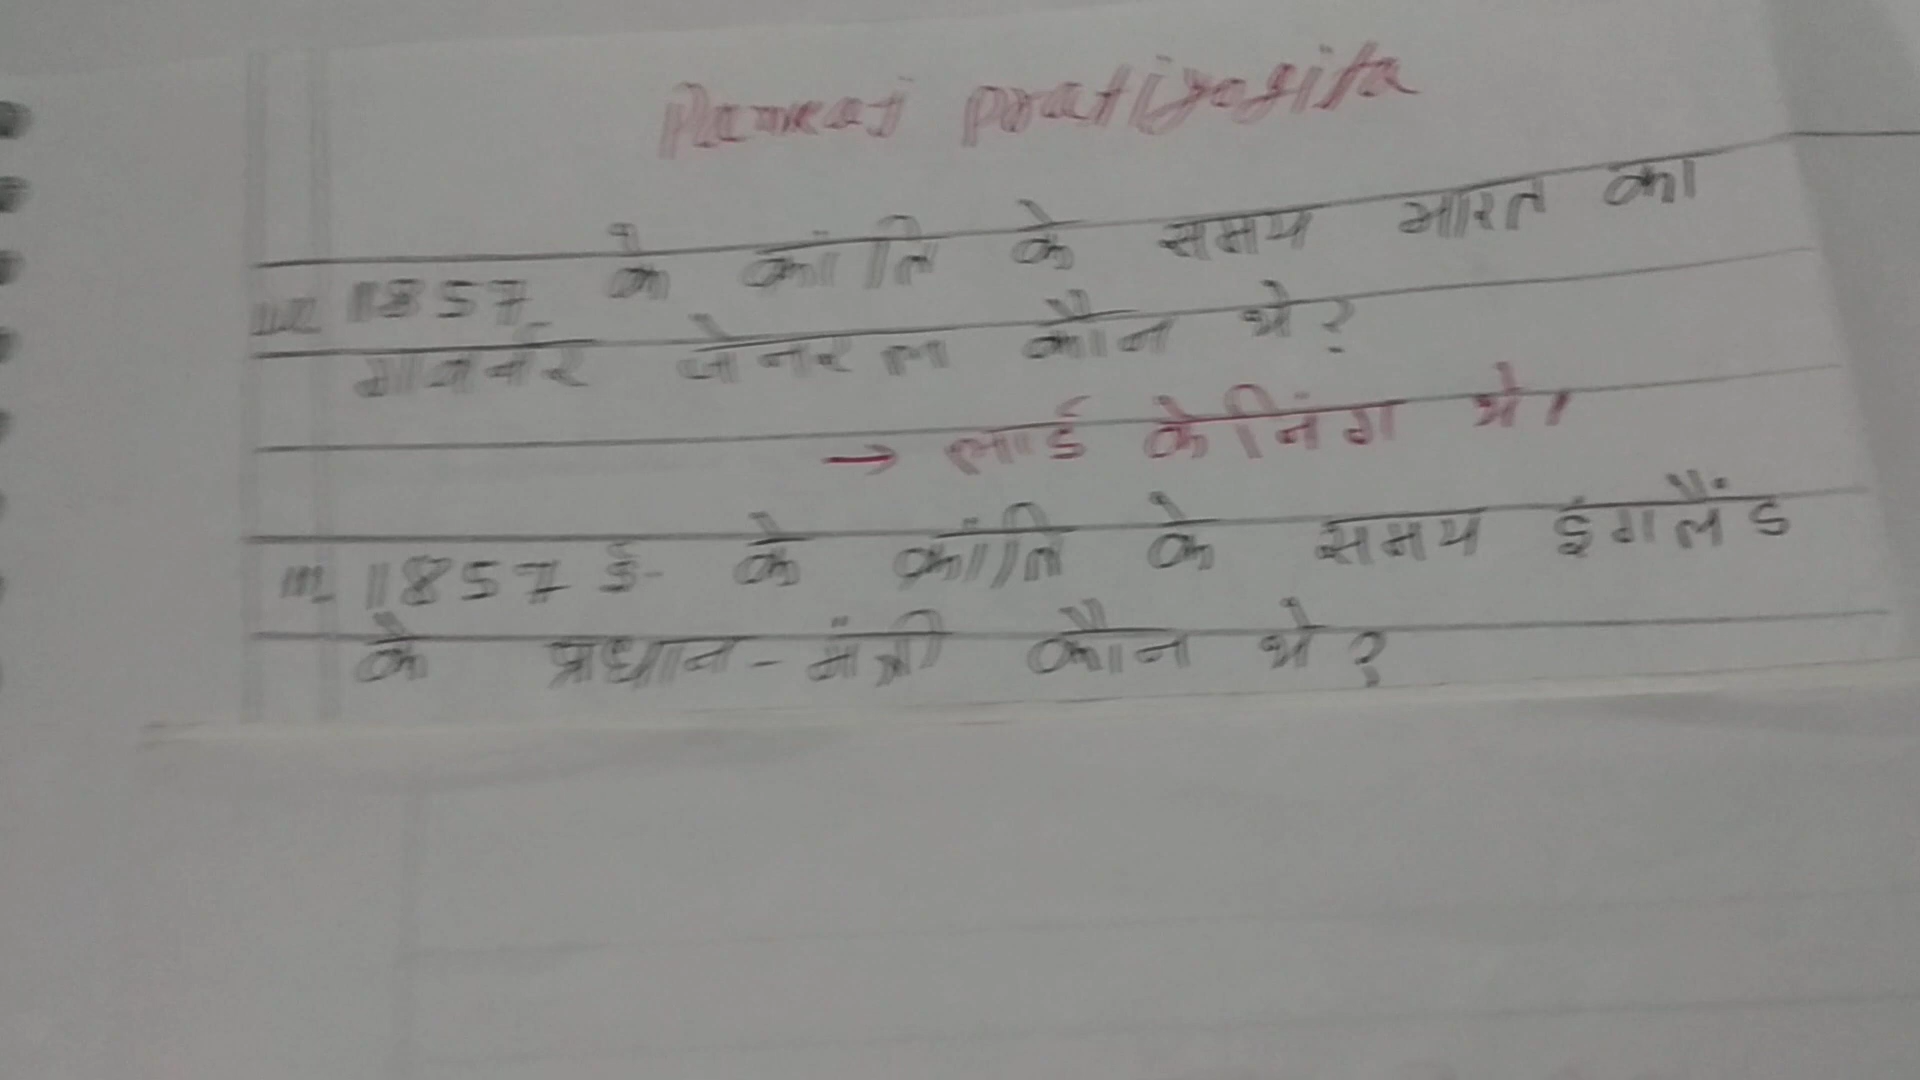 Pankaj pratiyogita
1857 के क्रांति के समय भारत का
गवर्नर जेनरल कौन थे?
→ लार्ड केनिंग थे।
1857 ई- के क्रांति के समय इंगलैंड
के प्रधान-मंत्री कौन थे?